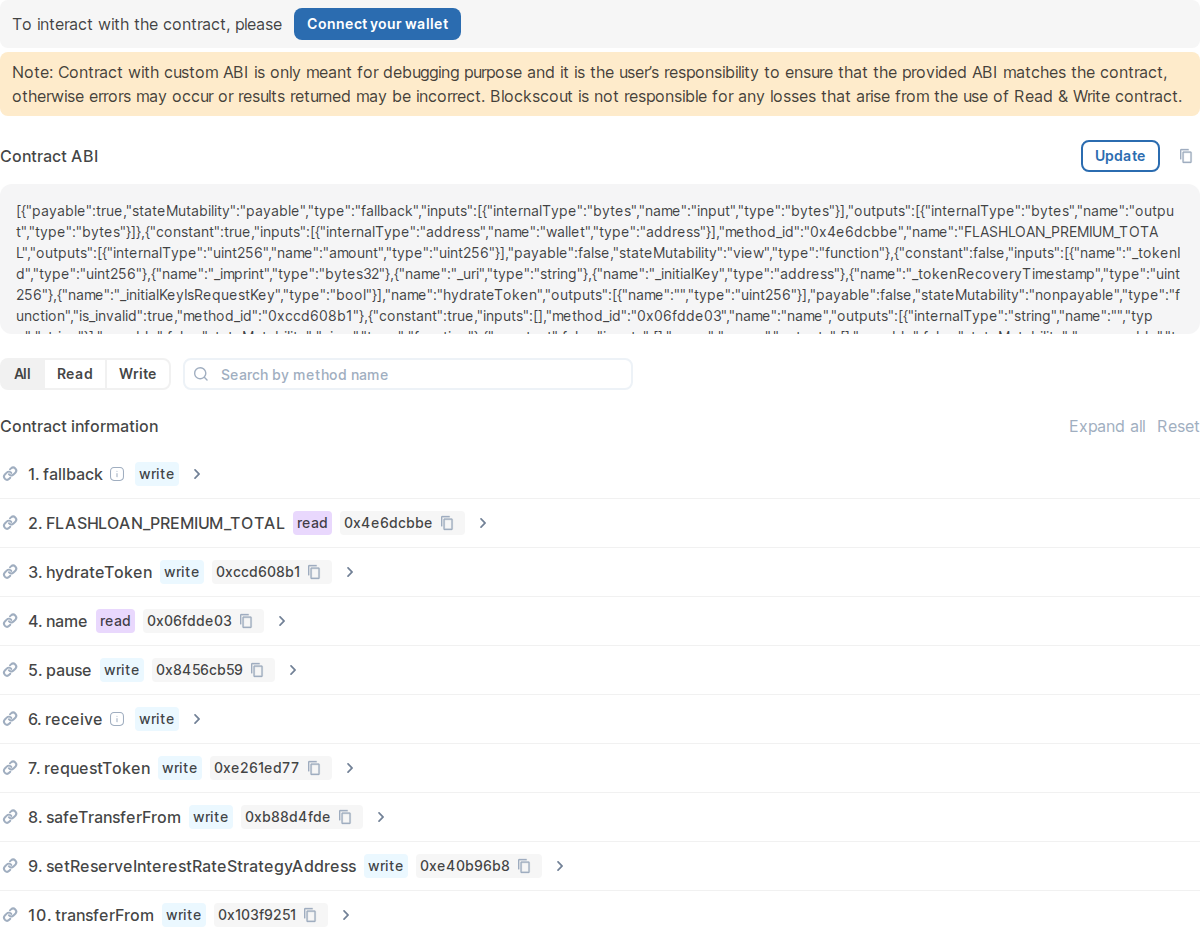 To interact with the contract, please Connect your wallet
Note: Contract with custom ABI is only meant for debugging purpose and it is the user's responsibility to ensure that the provided ABI matches the contract,
otherwise errors may occur or results returned may be incorrect. Blockscout is not responsible for any losses that arise from the use of Read & Write contract.
Contract ABI Update
[{"payable":true,"stateMutability":"payable","type":"fallback","inputs":[{"internalType":"bytes","name":"input","type":"bytes"}],"outputs":[{"internalType":"bytes","name":"outpu
t","type":"bytes"}]},{"constant":true,"inputs":[{"internalType":"address","name":"wallet","type":"address"}],"method_id":"0x4e6dcbbe","name":"FLASHLOAN_PREMIUM_TOTA
L","outputs":[{"internalType":"uint256","name":"amount","type":"uint256"}],"payable":false,"stateMutability":"view","type":"function"},{"constant":false,"inputs":[{"name":"_tokenI
d","type":"uint256"},{"name":"_imprint","type":"bytes32"},{"name":"_uri","type":"string"},{"name":"_initialKey","type":"address"},{"name":"_tokenRecoveryTimestamp","type":"uint
256"},{"name":"_initialKeyIsRequestKey","type":"bool"}],"name":"hydrateToken","outputs":[{"name":"","type":"uint256"}],"payable":false,"stateMutability":"nonpayable","type":"f
unction","is_invalid":true,"method_id":"0xccd608b1"},{"constant":true,"inputs":[],"method_id":"0x06fdde03","name":"name","outputs":[{"internalType":"string","name":"","typ
All Read Write Search by method name
Contract information Expand all Reset
1. fallback write
2. FLASHLOAN_PREMIUM_TOTAL read 0x4e6dcbbe
3. hydrateToken write 0xccd608b1
4. name read 0x06fdde03
5. pause write 0x8456cb59
6. receive write
7. requestToken write 0xe261ed77
8. safeTransferFrom write 0xb88d4fde
9. setReserveInterestRateStrategyAddress write 0xe40b96b8
10. transferFrom write 0x103f9251